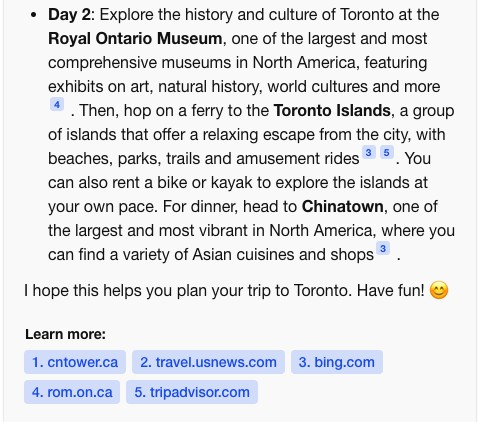 • Day 2: Explore the history and culture of Toronto at the
Royal Ontario Museum, one of the largest and most
comprehensive museums in North America, featuring
exhibits on art, natural history, world cultures and more
4 . Then, hop on a ferry to the Toronto Islands, a group
of islands that offer a relaxing escape from the city, with
beaches, parks, trails and amusement rides 3 5 . You
can also rent a bike or kayak to explore the islands at
your own pace. For dinner, head to Chinatown, one of
the largest and most vibrant in North America, where you
can find a variety of Asian cuisines and shops 3 .
I hope this helps you plan your trip to Toronto. Have fun! 😊
Learn more:
1. cntower.ca 2. travel.usnews.com 3. bing.com
4. rom.on.ca 5. tripadvisor.com